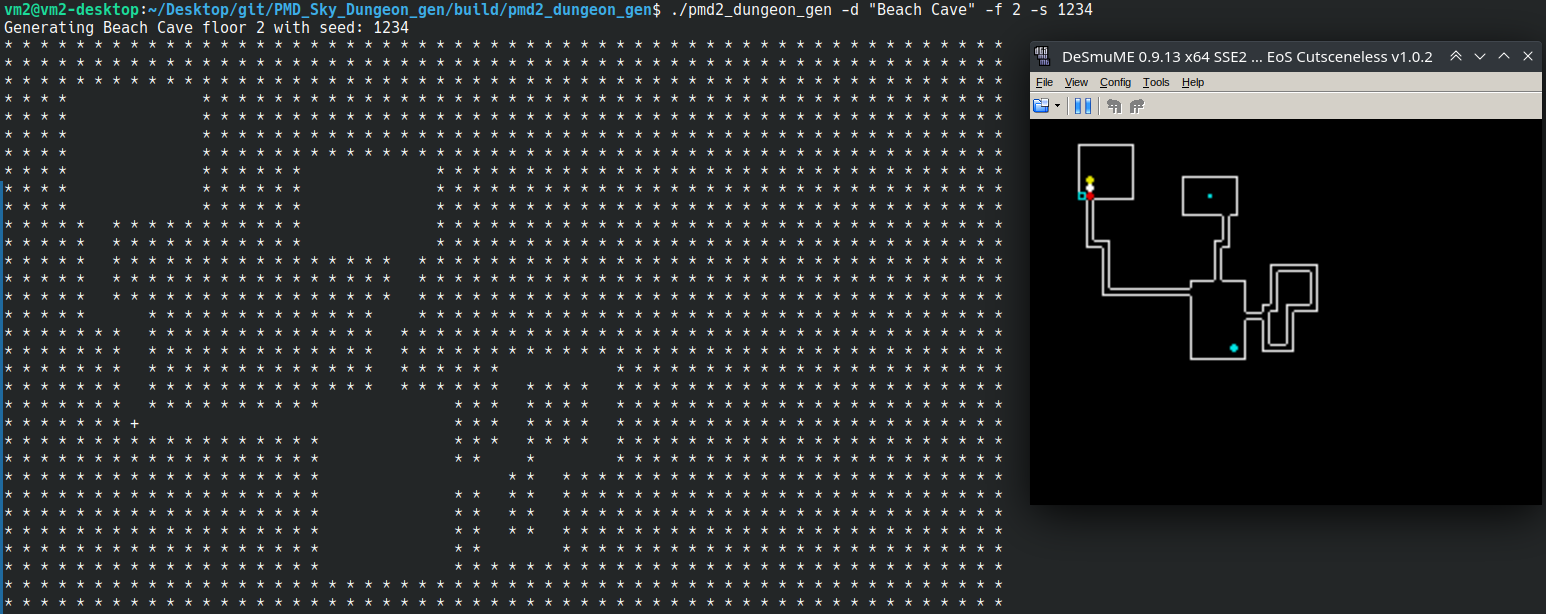 vm2@vm2-desktop:~/Desktop/git/PMD_Sky_Dungeon_gen/build/pmd2_dungeon_gen$ ./pmd2_dungeon_gen -d "Beach Cave" -f 2 -s 1234
Generating Beach Cave floor 2 with seed: 1234
DeSmuME 0.9.13 x64 SSE2 ... EoS Cutsceneless v1.0.2
File View Config Tools Help